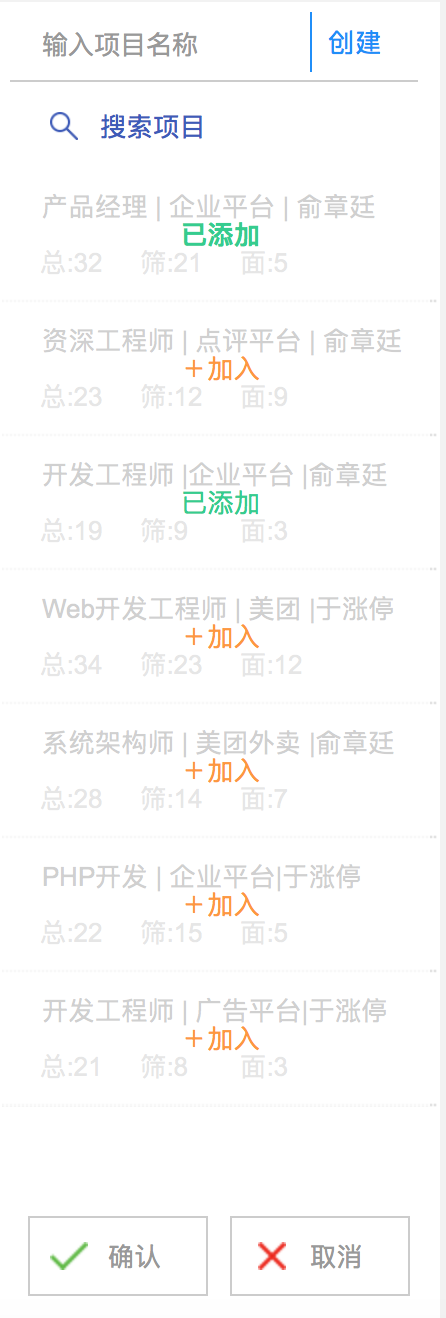 输入项目名称 创建
搜索项目
产品经理 | 企业平台 | 俞章廷
已添加
总:32 筛:21 面:5
资深工程师 | 点评平台 | 俞章廷
+加入
总:23 筛:12 面:9
开发工程师 |企业平台 |俞章廷
已添加
总:19 筛:9 面:3
Web开发工程师 | 美团 |于涨停
+加入
总:34 筛:23 面:12
系统架构师 | 美团外卖 |俞章廷
+加入
总:28 筛:14 面:7
PHP开发 | 企业平台|于涨停
+加入
总:22 筛:15 面:5
开发工程师 | 广告平台|于涨停
+加入
总:21 筛:8 面:3
确认 取消